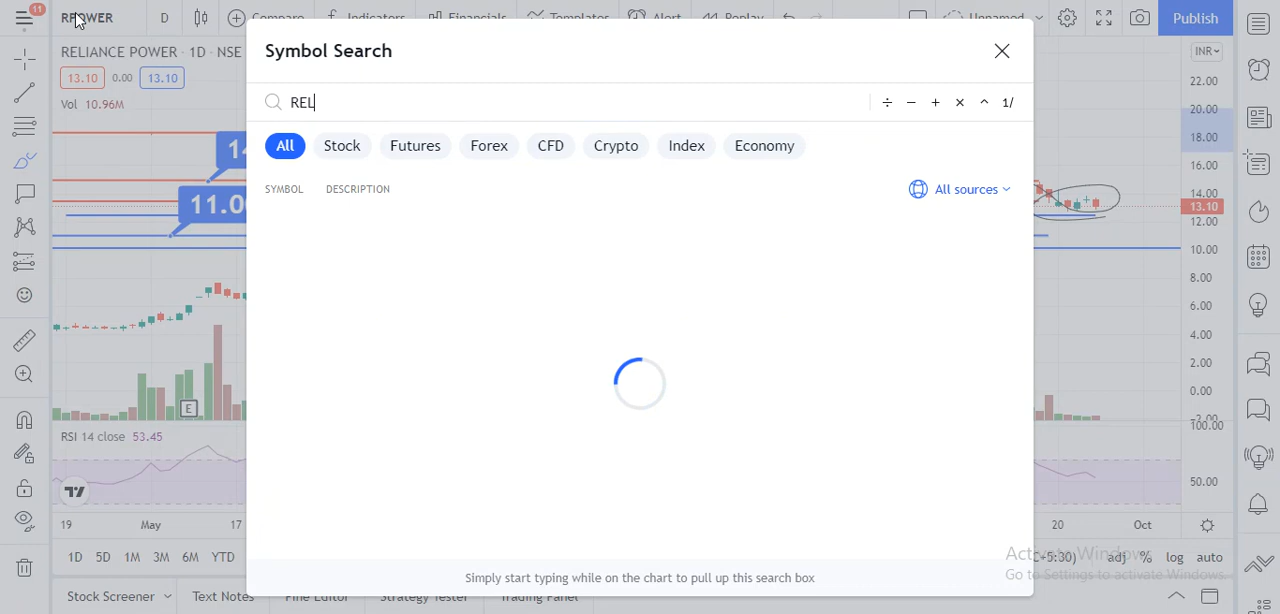 11
RPOWER
D
Compare
Indicators
Financials
Templates
Alert
Replay
Unnamed
Publish
RELIANCE POWER · 1D · NSE
13.10
0.00
13.10
Vol 10.96M
11.0
Symbol Search
REL
1/
All
Stock
Futures
Forex
CFD
Crypto
Index
Economy
SYMBOL
DESCRIPTION
All sources
Simply start typing while on the chart to pull up this search box
INR
22.00
20.00
18.00
16.00
14.00
13.10
12.00
10.00
8.00
6.00
4.00
2.00
0.00
-2.00
100.00
50.00
E
RSI 14 close 53.45
19
May
17
20
Oct
1D
5D
1M
3M
6M
YTD
adj
%
log
auto
Activate Windows
Go to Settings to activate Windows.
Stock Screener
Text Notes
Pine Editor
Strategy Tester
Trading Panel